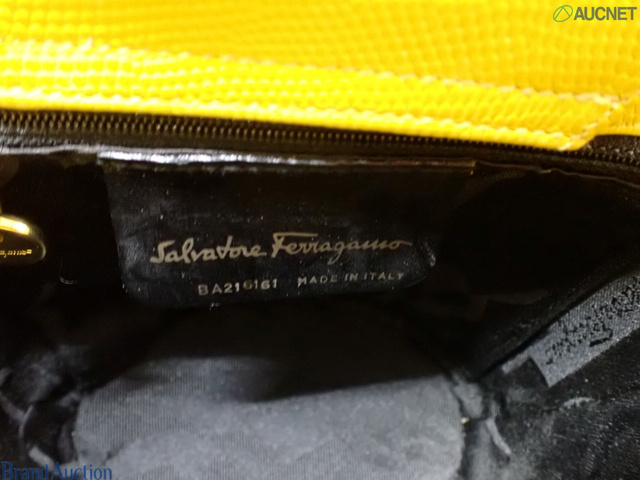 AUCNET
Salvatore Ferragamo
BA216161 MADE IN ITALY
Brand Auction